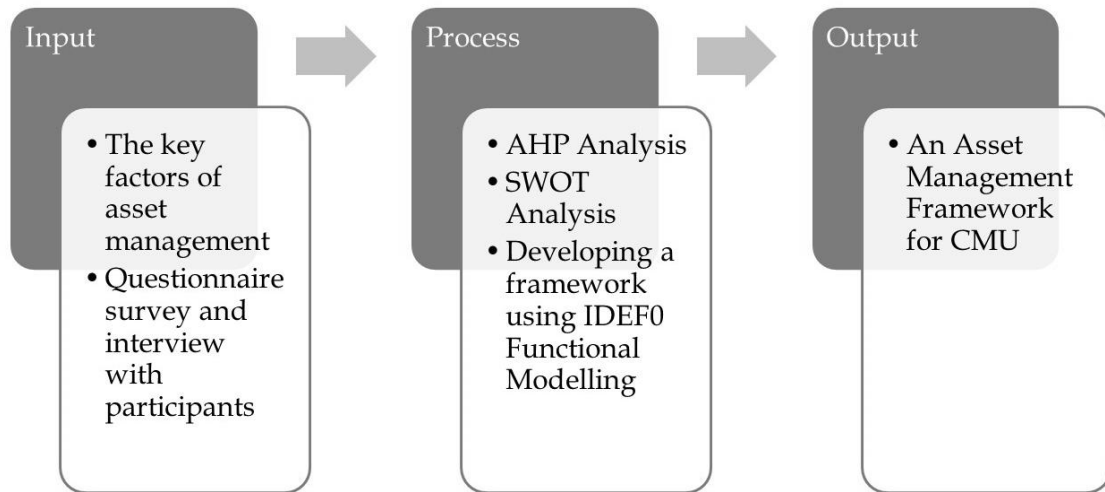 Input
• The key
factors of
asset
management
• Questionnaire
survey and
interview
with
participants
Process
• AHP Analysis
• SWOT
Analysis
• Developing a
framework
using IDEF0
Functional
Modelling
Output
• An Asset
Management
Framework
for CMU